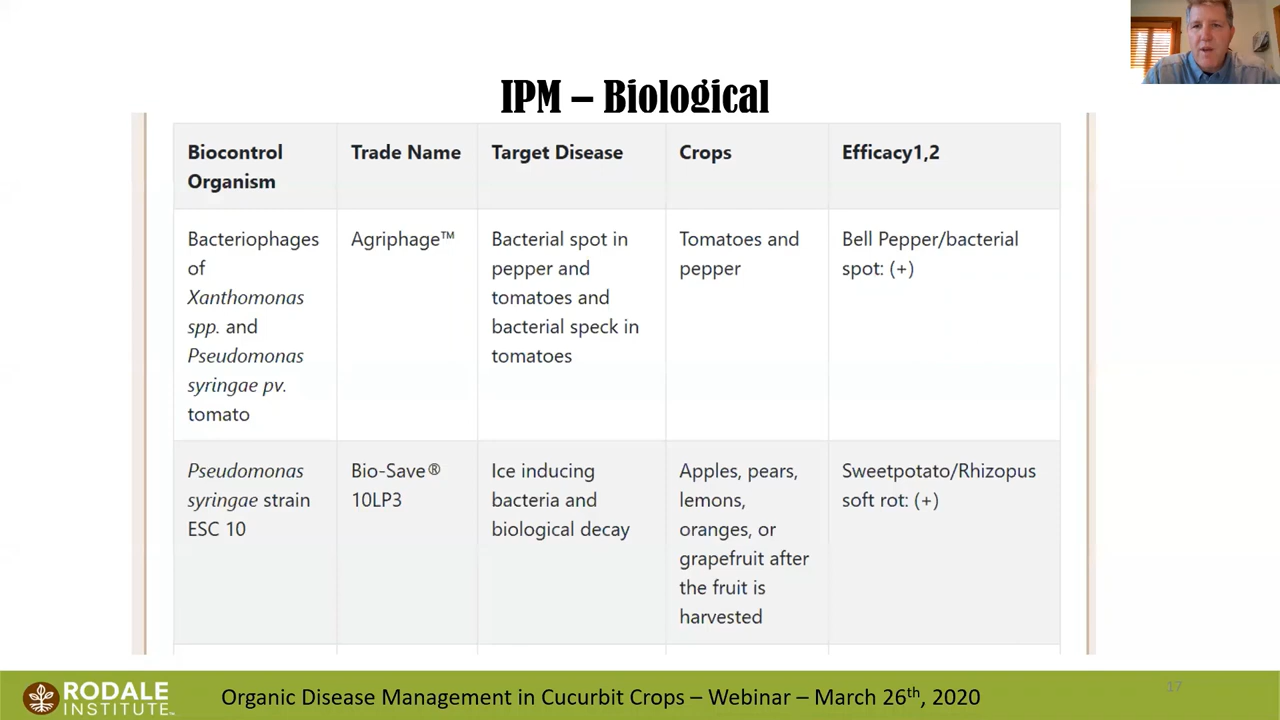 IPM – Biological
Biocontrol
Organism
Trade Name
Target Disease
Crops
Efficacy1,2
Bacteriophages
of
Xanthomonas
spp. and
Pseudomonas
syringae pv.
tomato
Agriphage™
Bacterial spot in
pepper and
tomatoes and
bacterial speck in
tomatoes
Tomatoes and
pepper
Bell Pepper/bacterial
spot: (+)
Pseudomonas
syringae strain
ESC 10
Bio-Save®
10LP3
Ice inducing
bacteria and
biological decay
Apples, pears,
lemons,
oranges, or
grapefruit after
the fruit is
harvested
Sweetpotato/Rhizopus
soft rot: (+)
RODALE
INSTITUTE™
Organic Disease Management in Cucurbit Crops – Webinar – March 26th, 2020
17